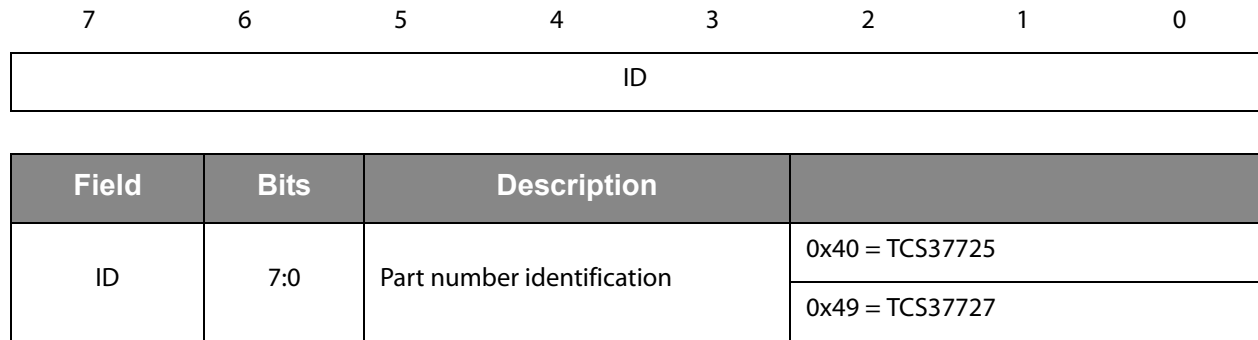 7 6 5 4 3 2 1 0
ID
Field Bits Description
ID 7:0 Part number identification
0x40 = TCS37725
0x49 = TCS37727